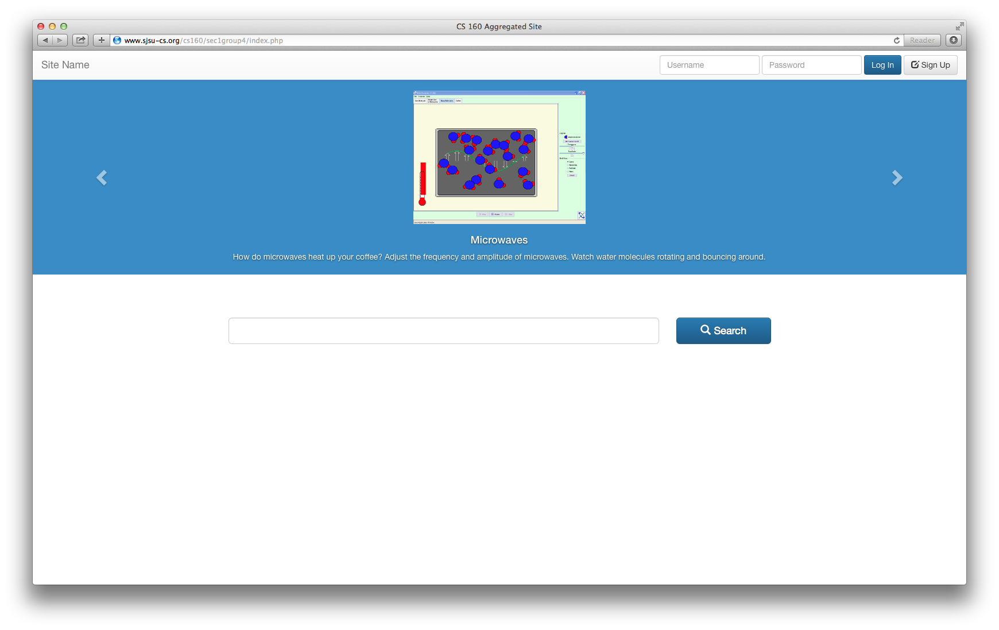 CS 160 Aggregated Site
www.sjsu-cs.org/cs160/sec1group4/index.php
Reader
Site Name
Username
Password
Log In
Sign Up
Microwaves
How do microwaves heat up your coffee? Adjust the frequency and amplitude of microwaves. Watch water molecules rotating and bouncing around.
Search